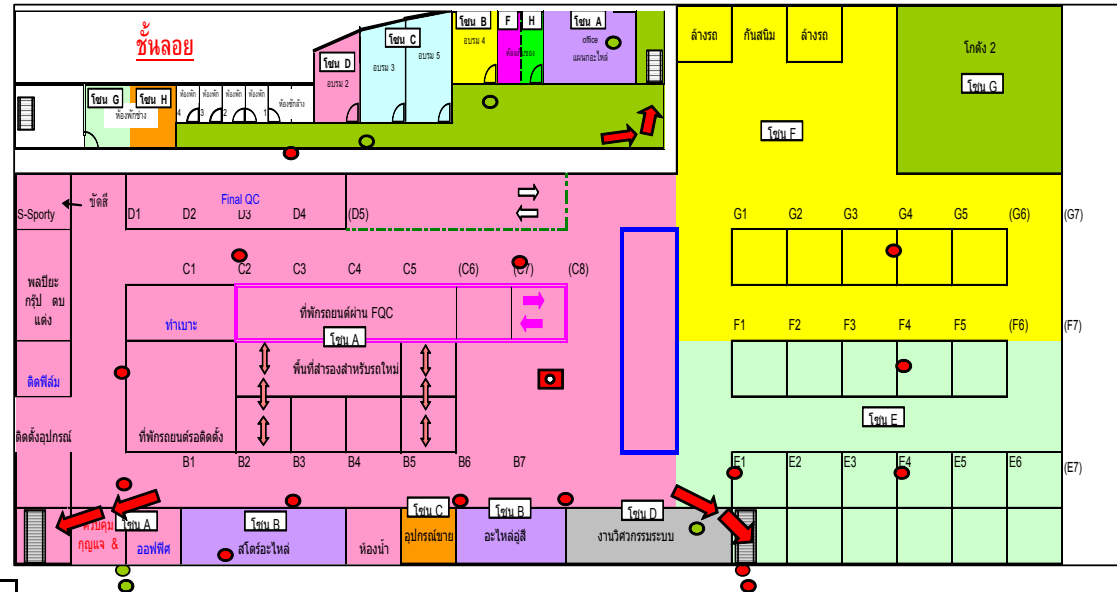 ชั้นลอย
โซน B
F
H
โซน A
อบรม 4
office
แผนกอะไหล่
โซน C
อบรม 3
อบรม 5
โซน D
อบรม 2
ล้างรถ
กันสนิม
ล้างรถ
โกดัง 2
โซน G
โซน G
โซน H
ห้องพักช่าง
ห้องพัก
4
ห้องพัก
3
ห้องพัก
2
ห้องพัก
1
ห้องซักล้าง
โซน F
S-Sporty
ขัดสี
Final QC
D1
D2
D3
D4
(D5)
G1
G2
G3
G4
G5
(G6)
(G7)
C1
C2
C3
C4
C5
(C6)
(C7)
(C8)
พลปิยะ
กรุ๊ป ตบ
แต่ง
ทำเบาะ
ที่พักรถยนต์ผ่าน FQC
โซน A
F1
F2
F3
F4
F5
(F6)
(F7)
พื้นที่สำรองสำหรับรถใหม่
ติดฟิล์ม
โซน E
ติดตั้งอุปกรณ์
ที่พักรถยนต์รอติดตั้ง
B1
B2
B3
B4
B5
B6
B7
E1
E2
E3
E4
E5
E6
(E7)
ควบคุม
กุญแจ &
โซน A
ออฟฟิศ
โซน B
สโตร์อะไหล่
ห้องน้ำ
โซน C
อุปกรณ์ขาย
โซน B
อะไหล่อู่สี
โซน D
งานวิศวกรรมระบบ